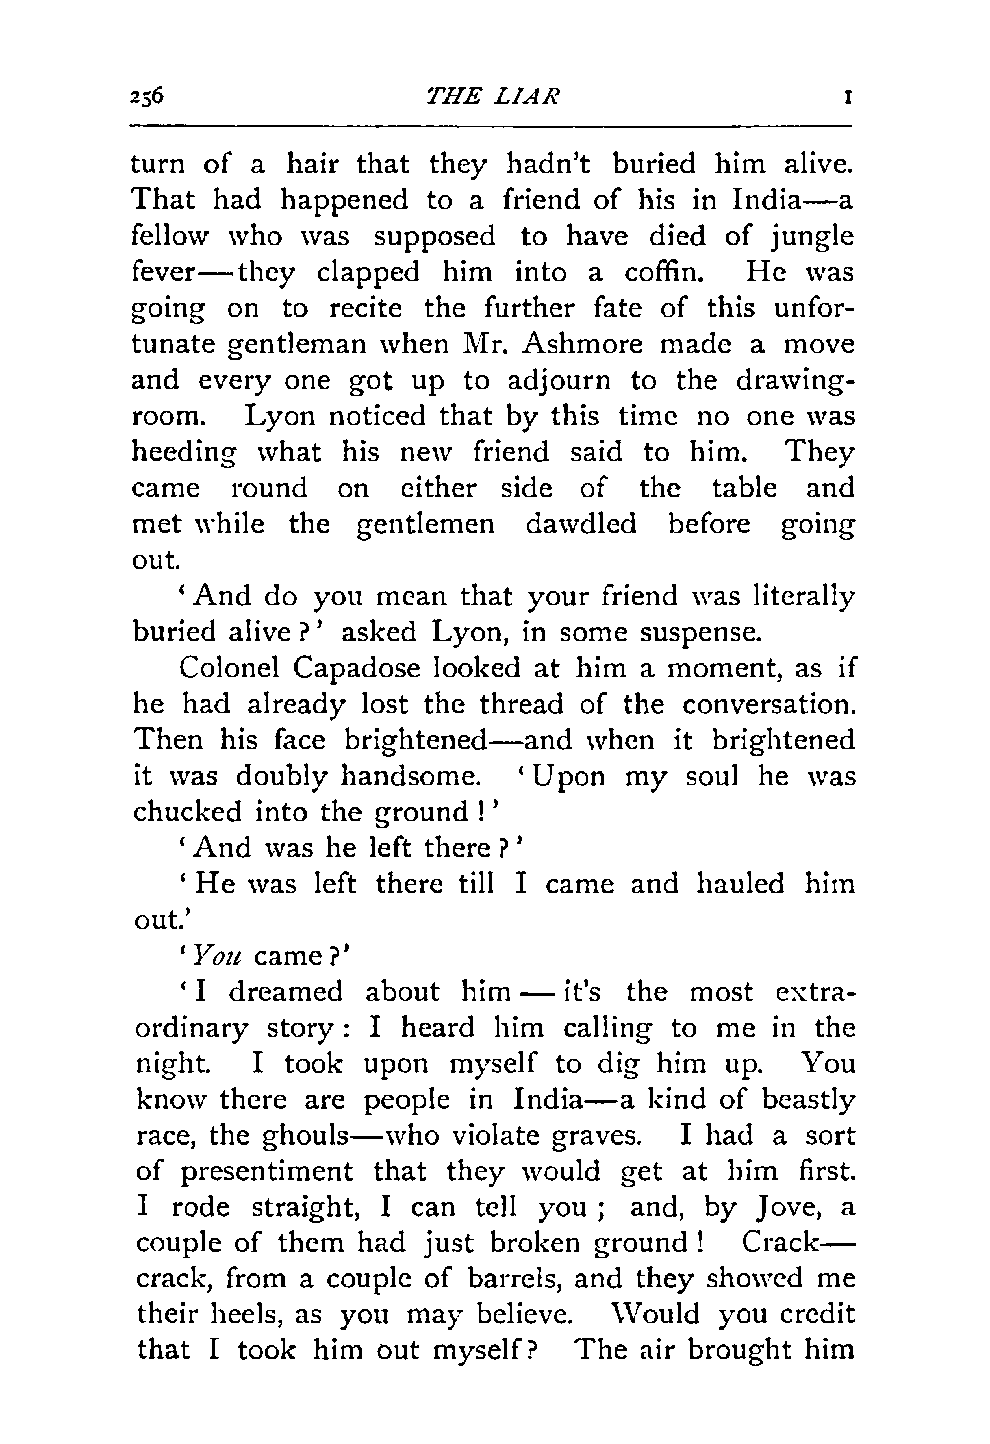 256 THE LIAR I
turn of a hair that they hadn't buried him alive.
That had happened to a friend of his in India—a
fellow who was supposed to have died of jungle
fever—they clapped him into a coffin. He was
going on to recite the further fate of this unfor-
tunate gentleman when Mr. Ashmore made a move
and every one got up to adjourn to the drawing-
room. Lyon noticed that by this time no one was
heeding what his new friend said to him. They
came round on either side of the table and
met while the gentlemen dawdled before going
out.
'And do you mean that your friend was literally
buried alive?' asked Lyon, in some suspense.
Colonel Capadose looked at him a moment, as if
he had already lost the thread of the conversation.
Then his face brightened—and when it brightened
it was doubly handsome. 'Upon my soul he was
chucked into the ground!'
'And was he left there?'
'He was left there till I came and hauled him
out.'
'You came?'
'I dreamed about him—it's the most extra-
ordinary story: I heard him calling to me in the
night. I took upon myself to dig him up. You
know there are people in India—a kind of beastly
race, the ghouls—who violate graves. I had a sort
of presentiment that they would get at him first.
I rode straight, I can tell you; and, by Jove, a
couple of them had just broken ground! Crack—
crack, from a couple of barrels, and they showed me
their heels, as you may believe. Would you credit
that I took him out myself? The air brought him